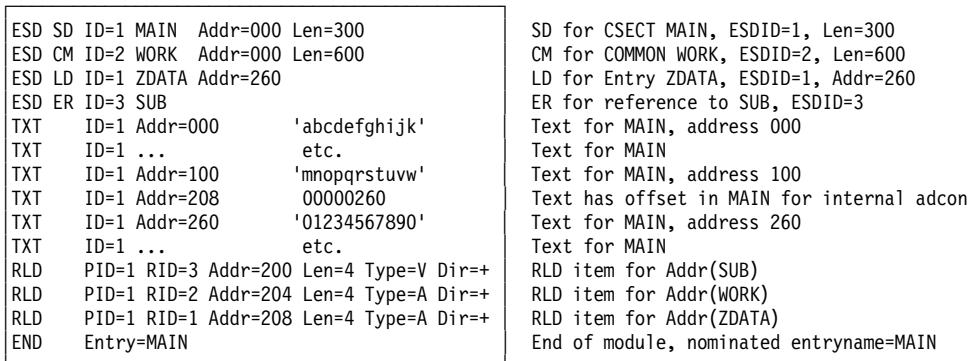 ESD SD ID=1 MAIN  Addr=000 Len=300    SD for CSECT MAIN, ESDID=1, Len=300
ESD CM ID=2 WORK  Addr=000 Len=600    CM for COMMON WORK, ESDID=2, Len=600
ESD LD ID=1 ZDATA Addr=260    LD for Entry ZDATA, ESDID=1, Addr=260
ESD ER ID=3 SUB    ER for reference to SUB, ESDID=3
TXT    ID=1 Addr=000    'abcdefghijk'    Text for MAIN, address 000
TXT    ID=1 ...    etc.    Text for MAIN
TXT    ID=1 Addr=100    'mnopqrstuvw'    Text for MAIN, address 100
TXT    ID=1 Addr=208    00000260    Text has offset in MAIN for internal adcon
TXT    ID=1 Addr=260    '01234567890'    Text for MAIN, address 260
TXT    ID=1 ...    etc.    Text for MAIN
RLD    PID=1 RID=3 Addr=200 Len=4 Type=V Dir=+    RLD item for Addr(SUB)
RLD    PID=1 RID=2 Addr=204 Len=4 Type=A Dir=+    RLD item for Addr(WORK)
RLD    PID=1 RID=1 Addr=208 Len=4 Type=A Dir=+    RLD item for Addr(ZDATA)
END    Entry=MAIN    End of module, nominated entryname=MAIN